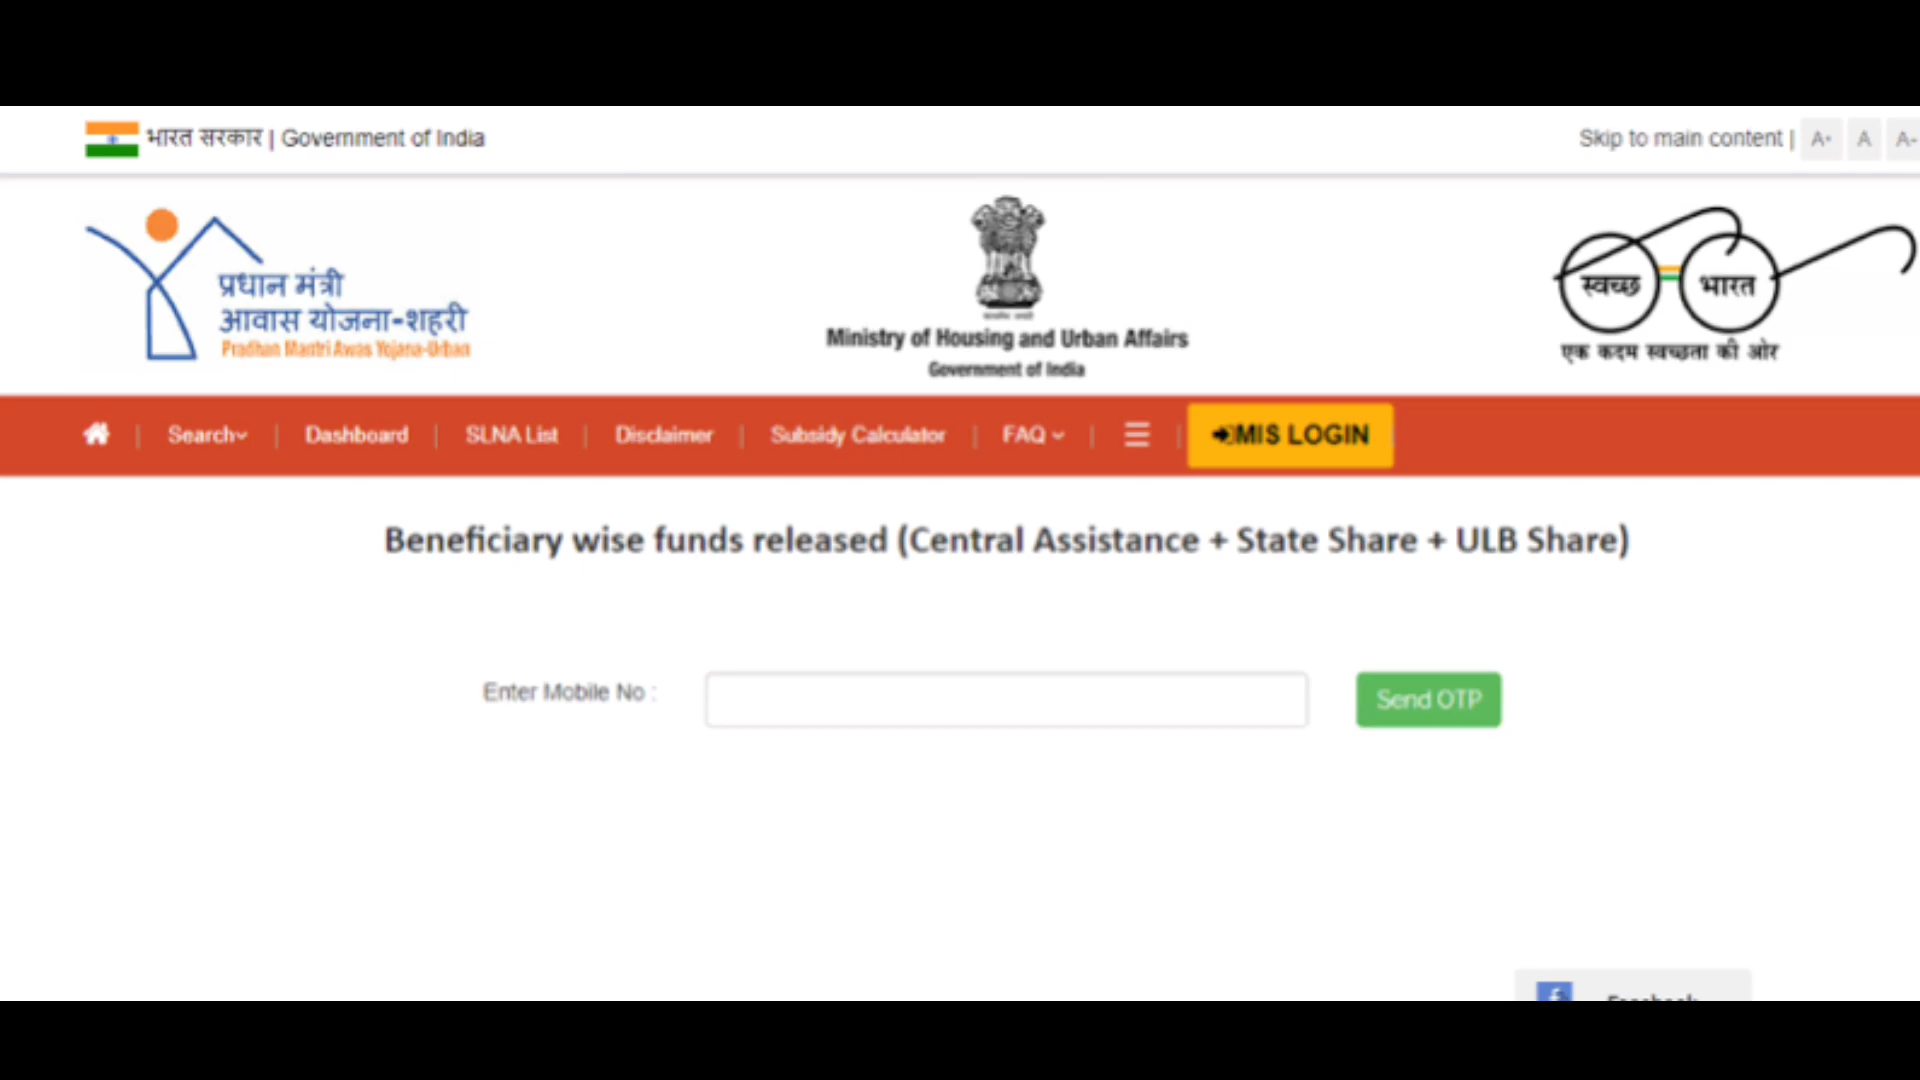 भारत सरकार | Government of India
Skip to main content | A+ A A-
प्रधान मंत्री
आवास योजना-शहरी
Pradhan Mantri Awas Yojana-Urban
Ministry of Housing and Urban Affairs
Government of India
स्वच्छ भारत
एक कदम स्वच्छता की ओर
Search | Dashboard | SLNA List | Disclaimer | Subsidy Calculator | FAQ | MIS LOGIN
Beneficiary wise funds released (Central Assistance + State Share + ULB Share)
Enter Mobile No :
Send OTP
Facebook